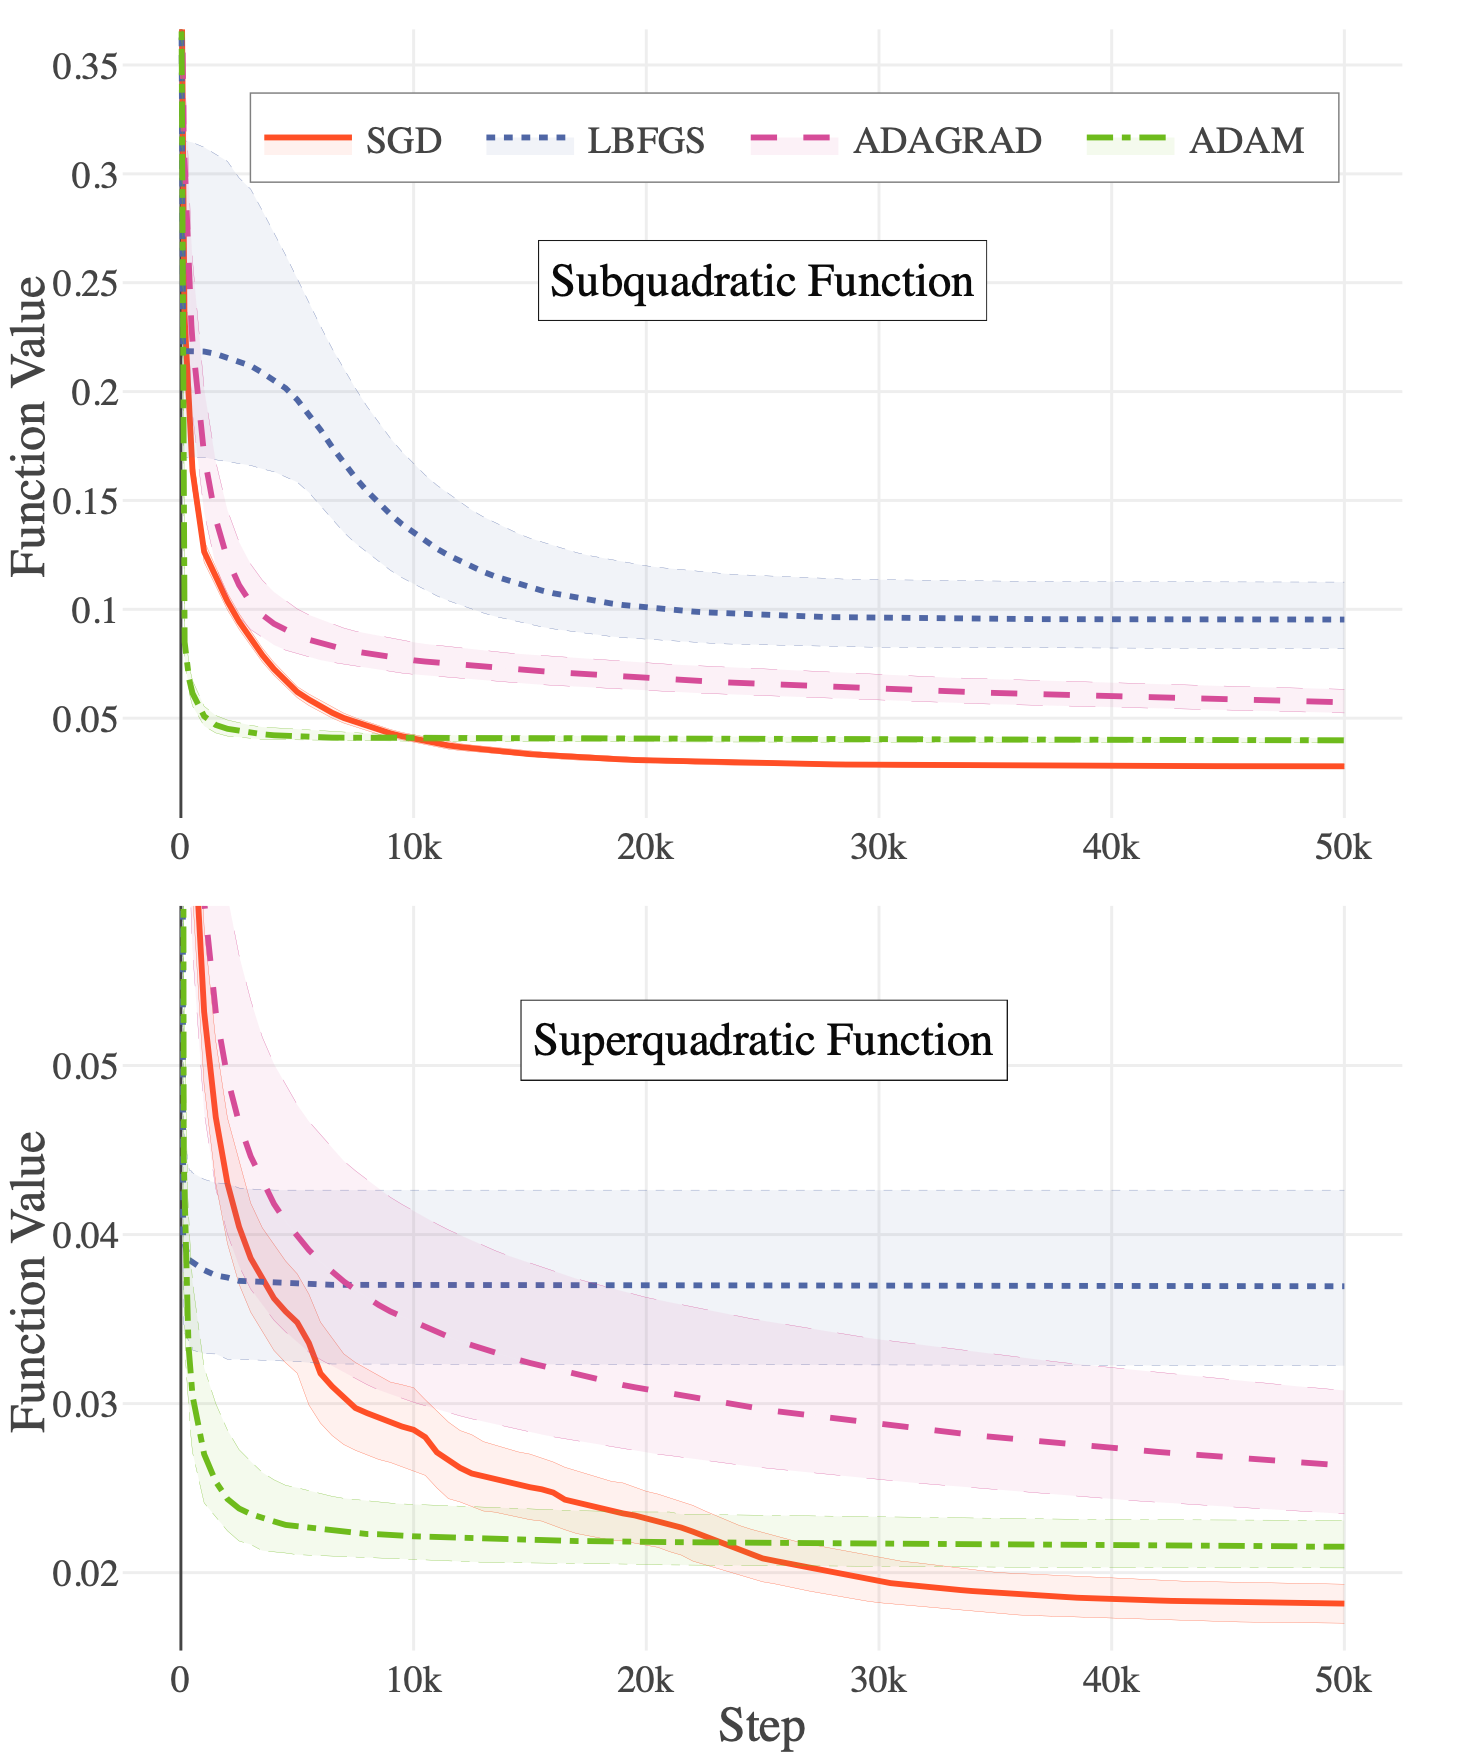 0.35
SGD LBFGS ADAGRAD ADAM
0.3
Subquadratic Function
0.25
Function Value
0.2
0.15
0.1
0.05
0 10k 20k 30k 40k 50k
Superquadratic Function
0.05
Function Value
0.04
0.03
0.02
0 10k 20k 30k 40k 50k
Step